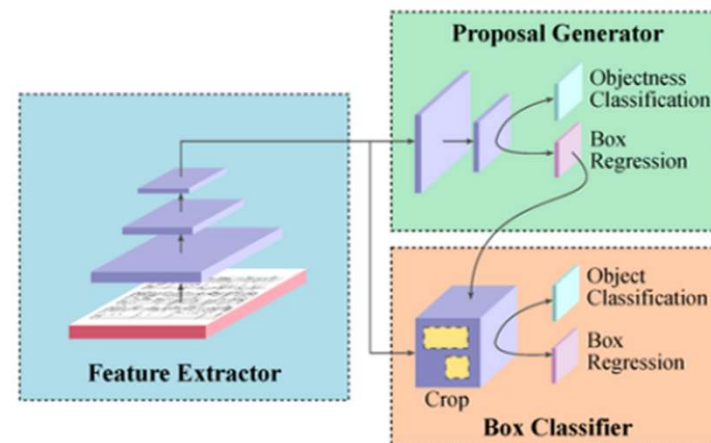 Proposal Generator
Objectness
Classification
Box
Regression
Feature Extractor
Object
Classification
Box
Regression
Crop
Box Classifier